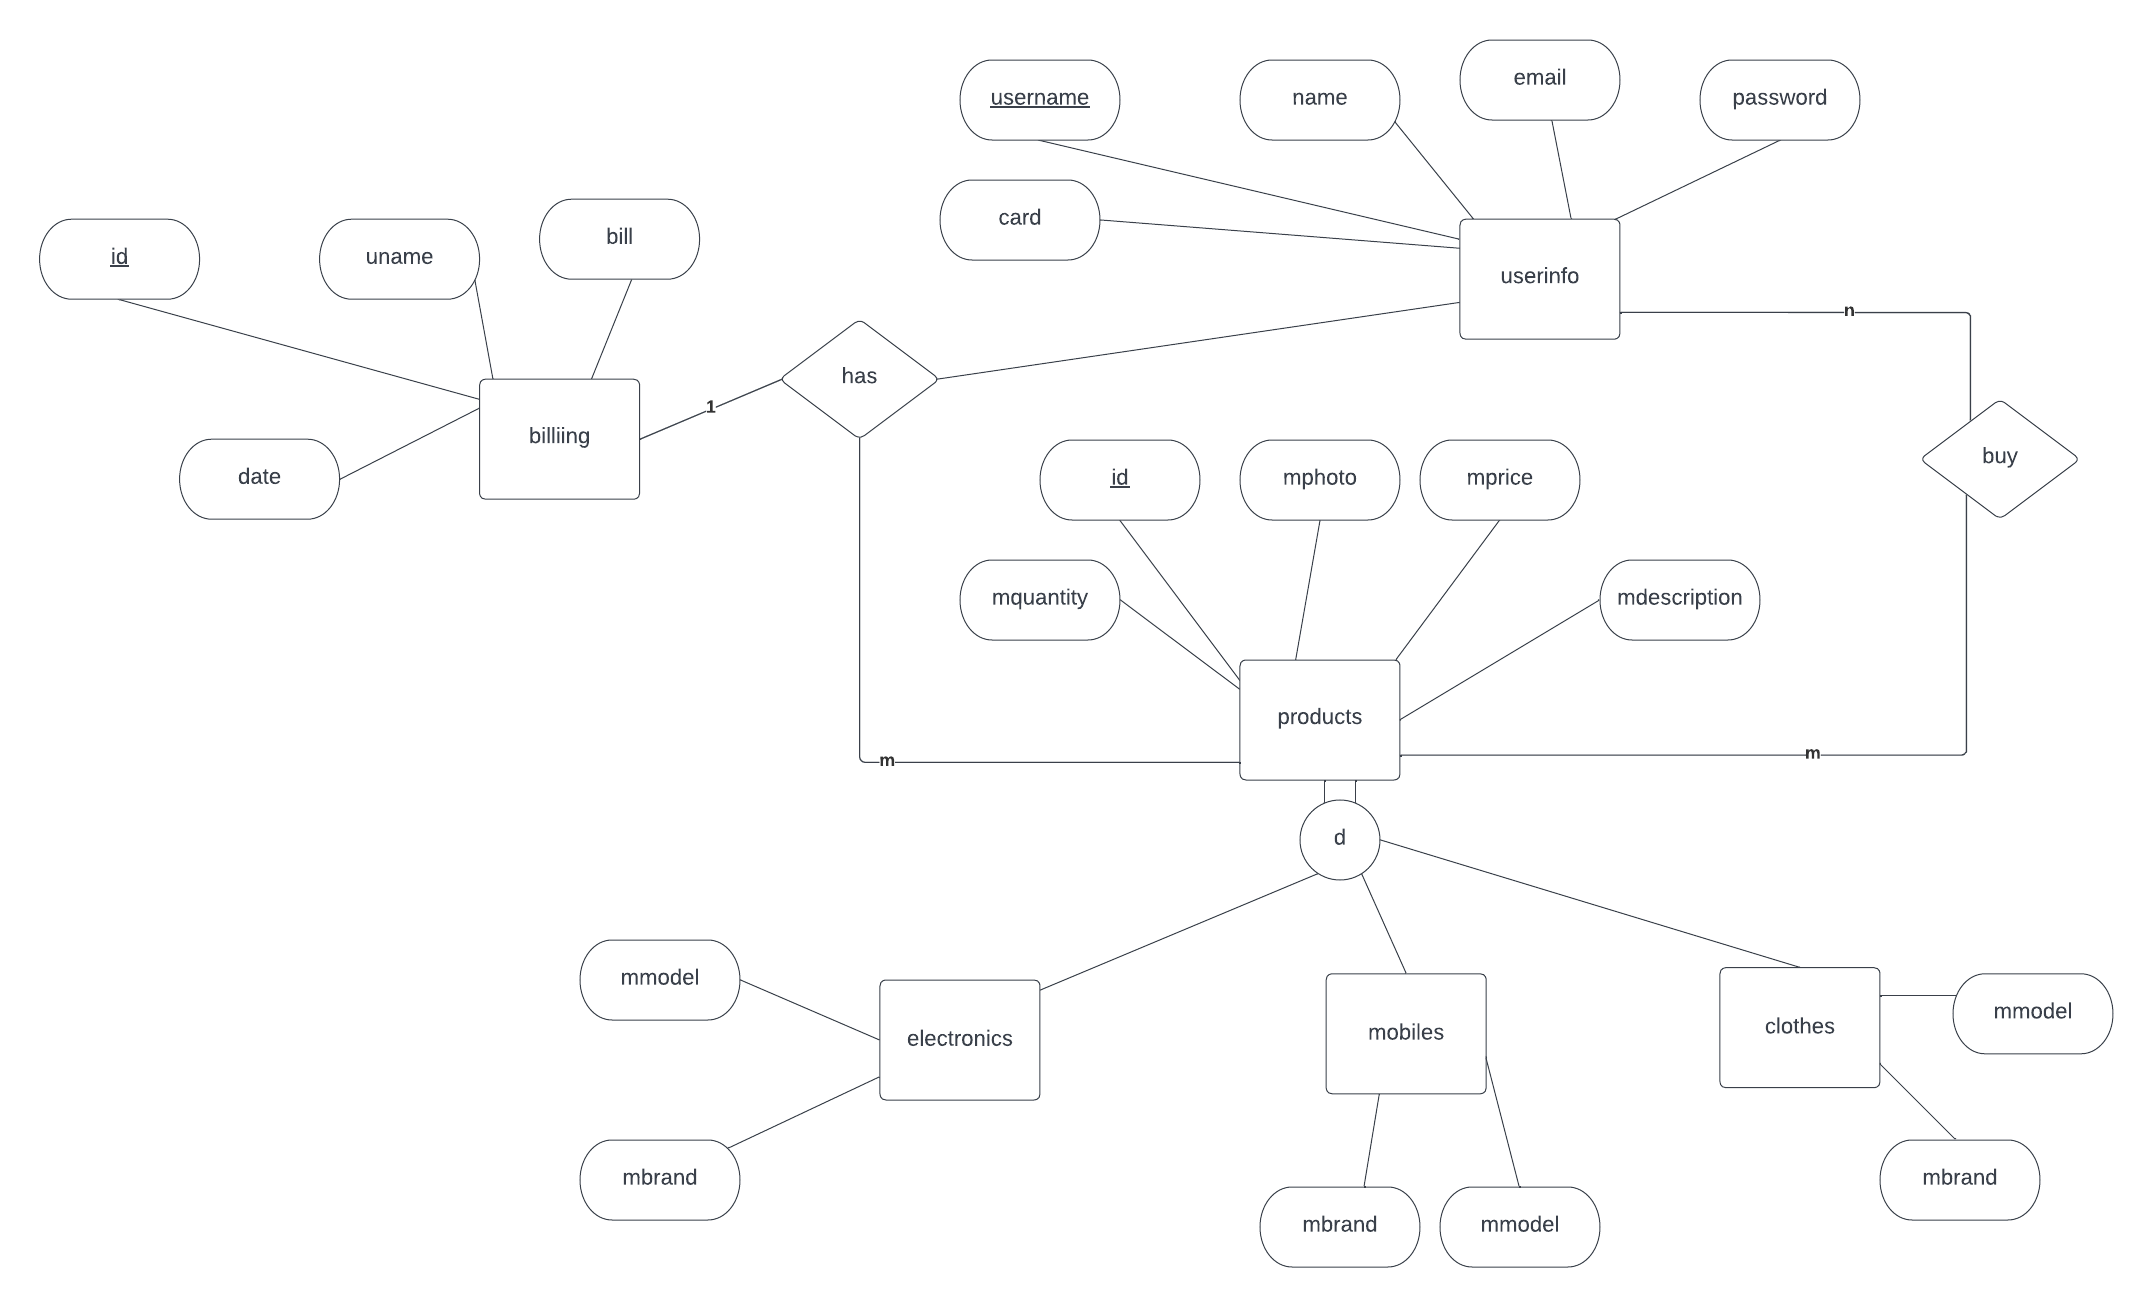 email
username
name
password
card
bill
id
uname
userinfo
n
has
1
billiing
buy
date
id
mphoto
mprice
mquantity
mdescription
products
m
m
d
mmodel
electronics
mobiles
clothes
mmodel
mbrand
mbrand
mbrand
mmodel